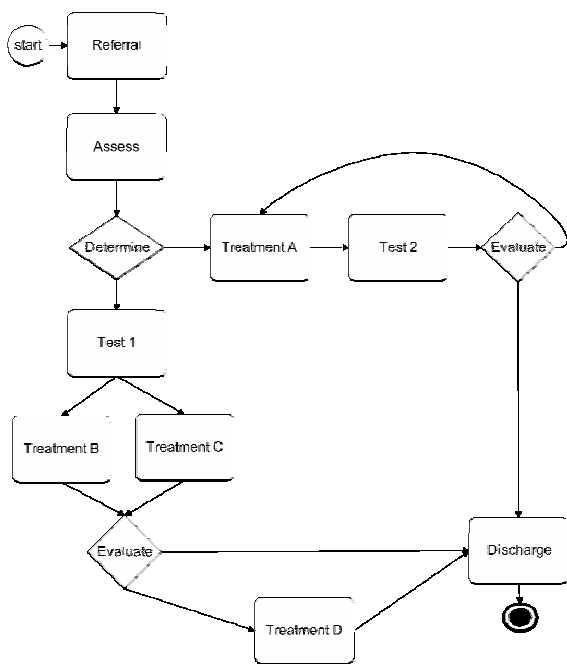 start
Referral
Assess
Determine
Treatment A
Test 2
Evaluate
Test 1
Treatment B
Treatment C
Evaluate
Discharge
Treatment D